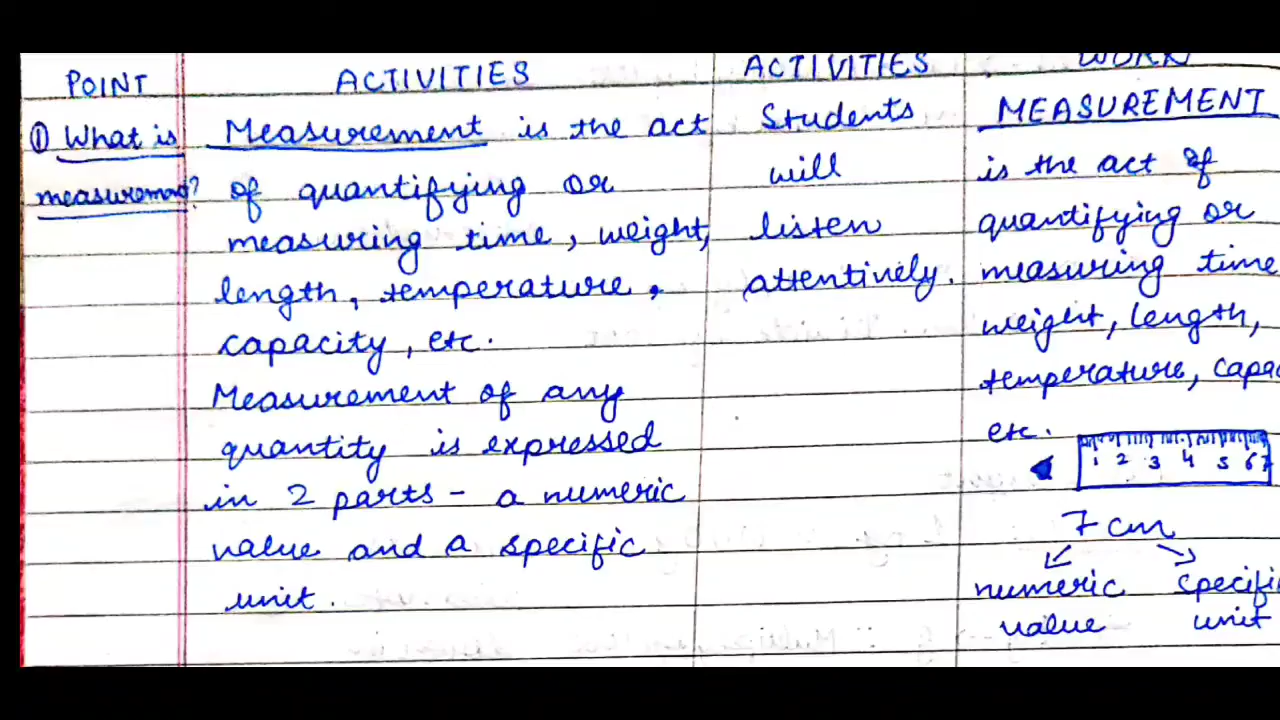 POINT
ACTIVITIES
ACTIVITIES
WORK
① What is
measurement?
Measurement is the act
of quantifying or
measuring time, weight,
length, temperature,
capacity, etc.
Measurement of any
quantity is expressed
in 2 parts - a numeric
value and a specific
unit.
Students
will
listen
attentively.
MEASUREMENT
is the act of
quantifying or
measuring time
weight, length,
temperature, capac
etc.
1 2 3 4 5 6 7
7 cm
numeric
value
specifi
unit